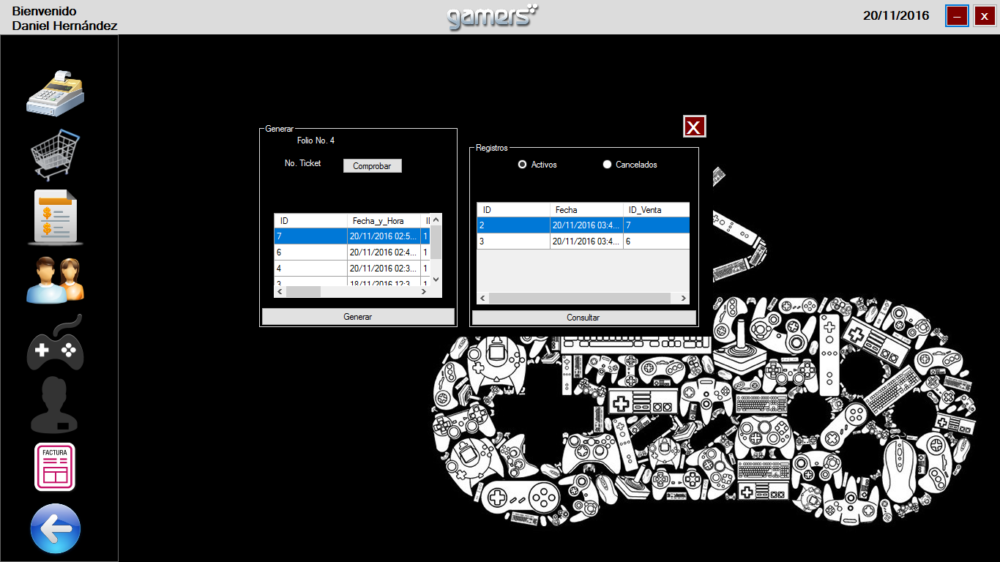 Bienvenido
Daniel Hernández
gamers
20/11/2016
–
x
Generar
Folio No. 4
No. Ticket
Comprobar
ID Fecha_y_Hora
7 20/11/2016 02:5... 1
6 20/11/2016 02:4... 1
4 20/11/2016 02:3... 1
3 18/11/2016 12:3 1
Generar
X
Registros
Activos Cancelados
ID Fecha ID_Venta
2 20/11/2016 03:4... 7
3 20/11/2016 03:4... 6
Consultar
FACTURA